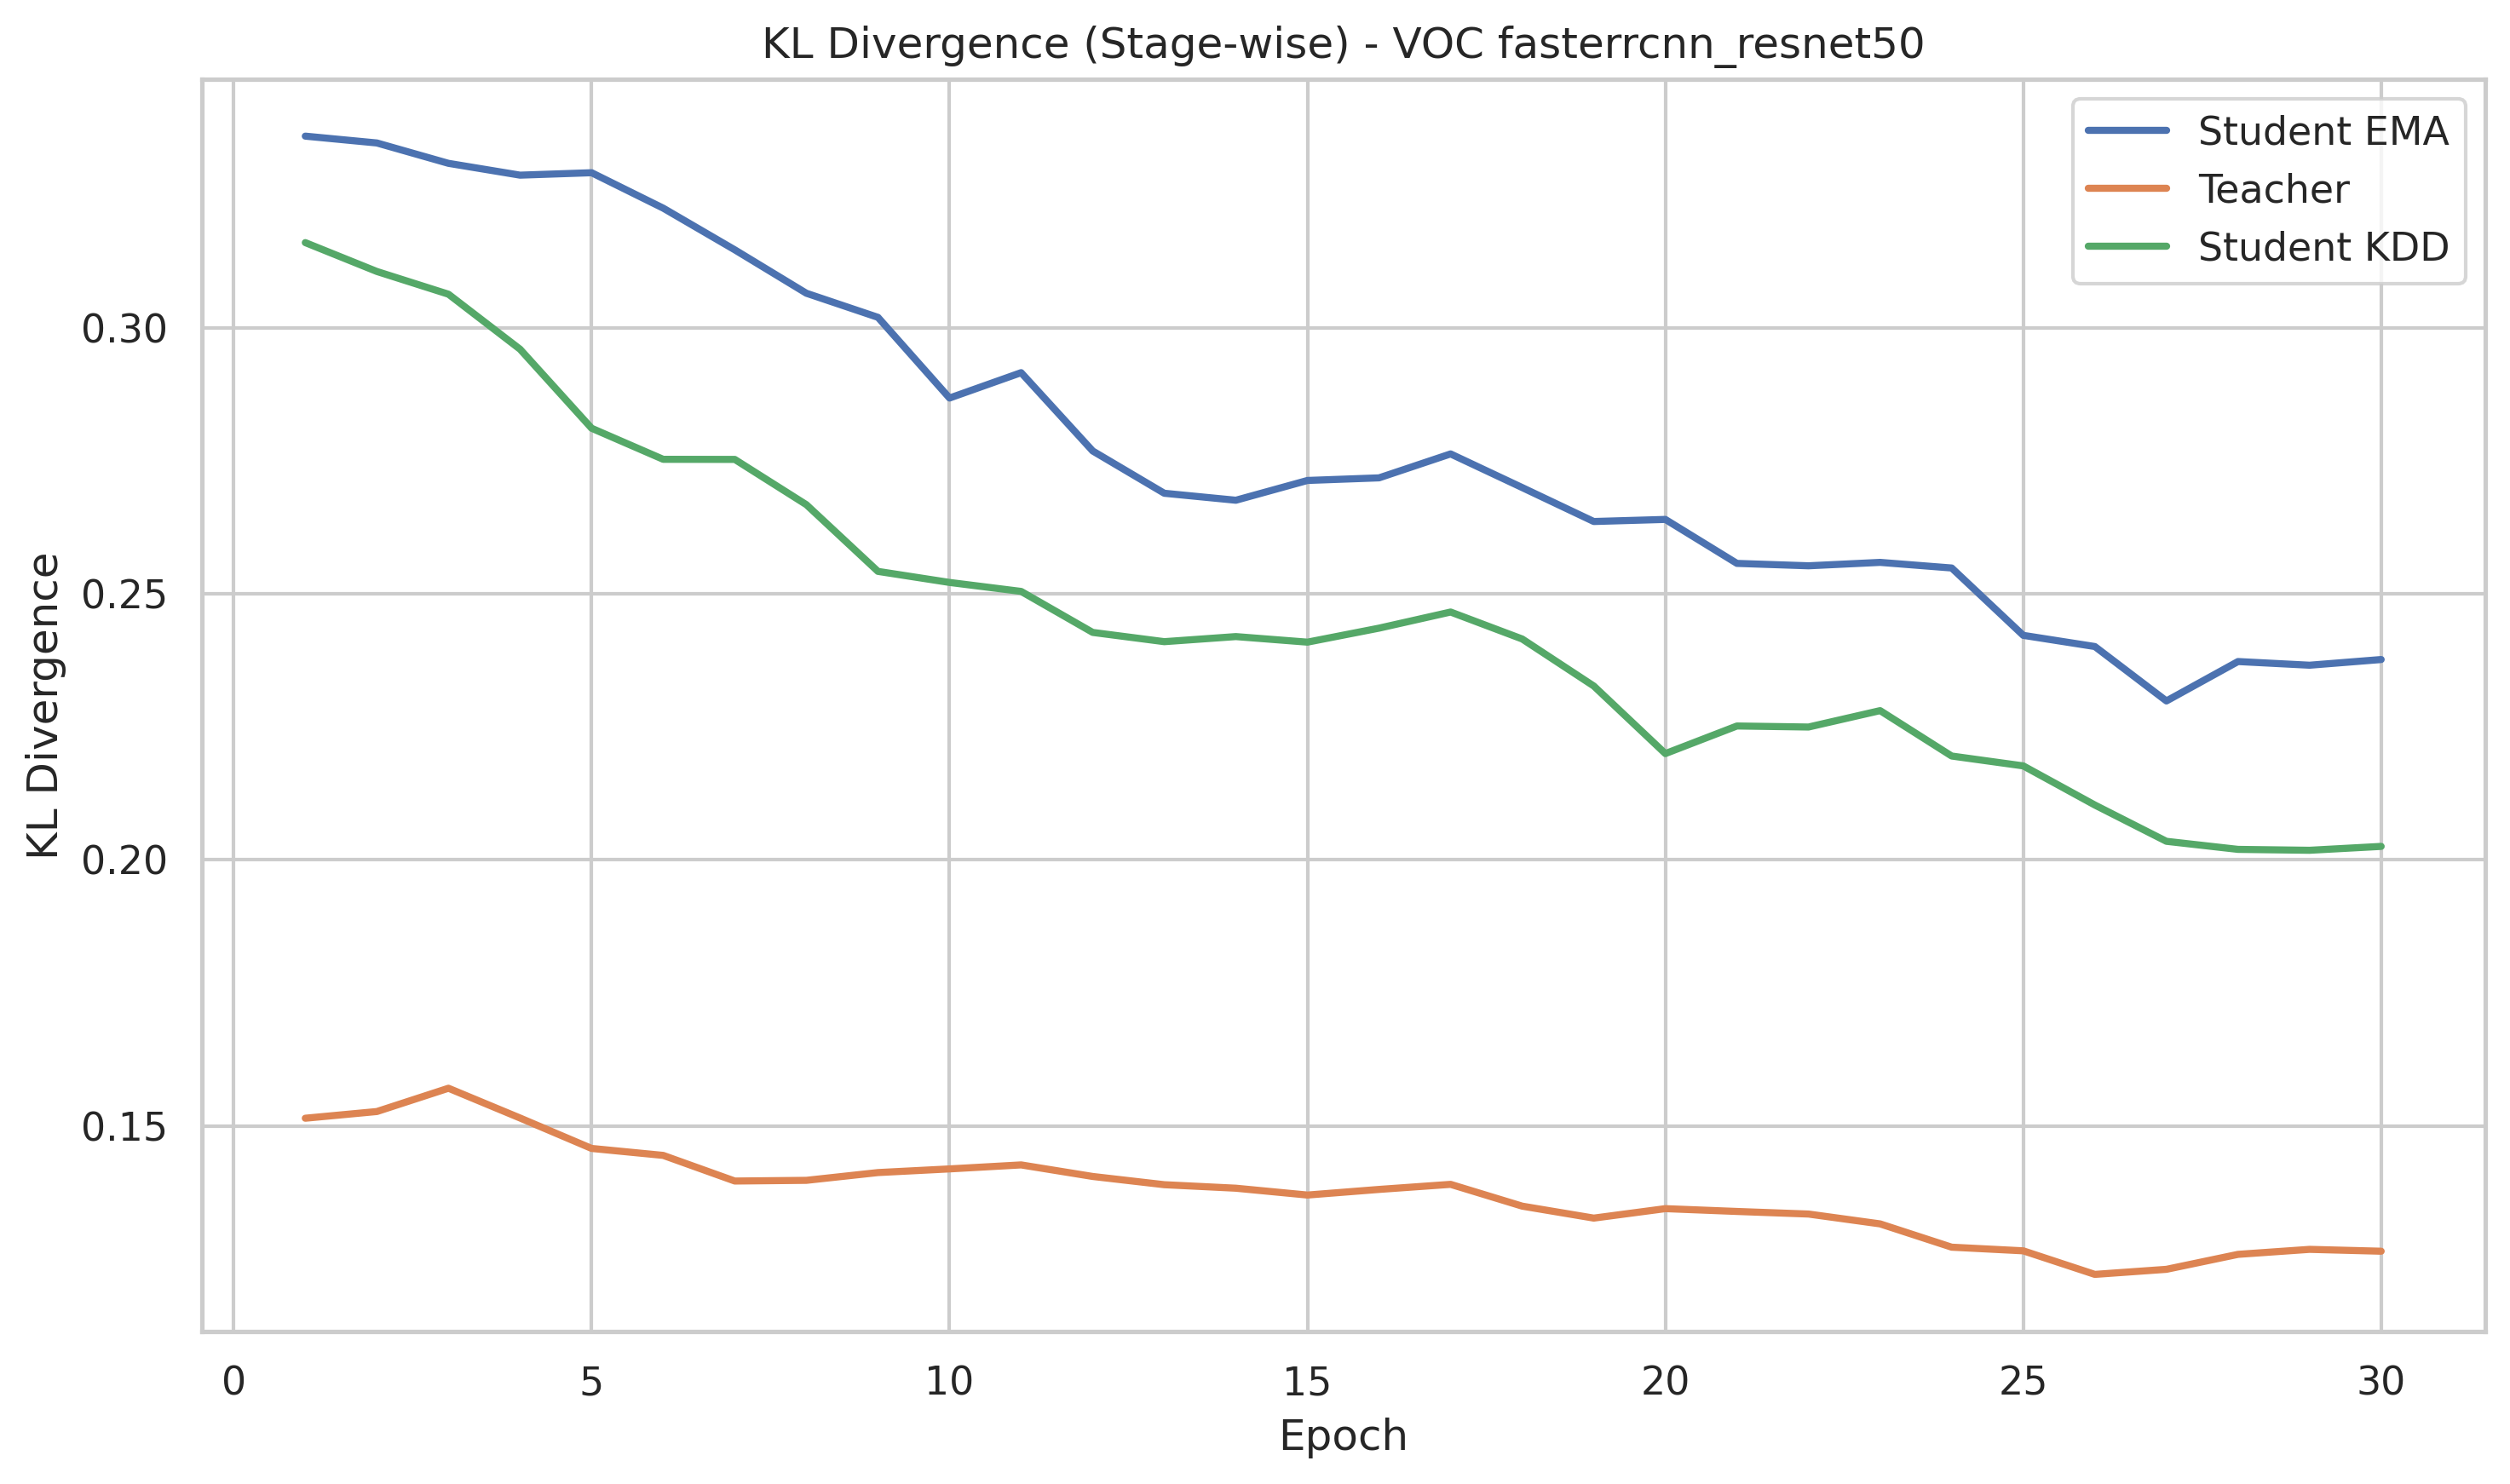 KL Divergence (Stage-wise) - VOC fasterrcnn_resnet50
Student EMA
Teacher
Student KDD
KL Divergence
0.30
0.25
0.20
0.15
0 5 10 15 20 25 30
Epoch